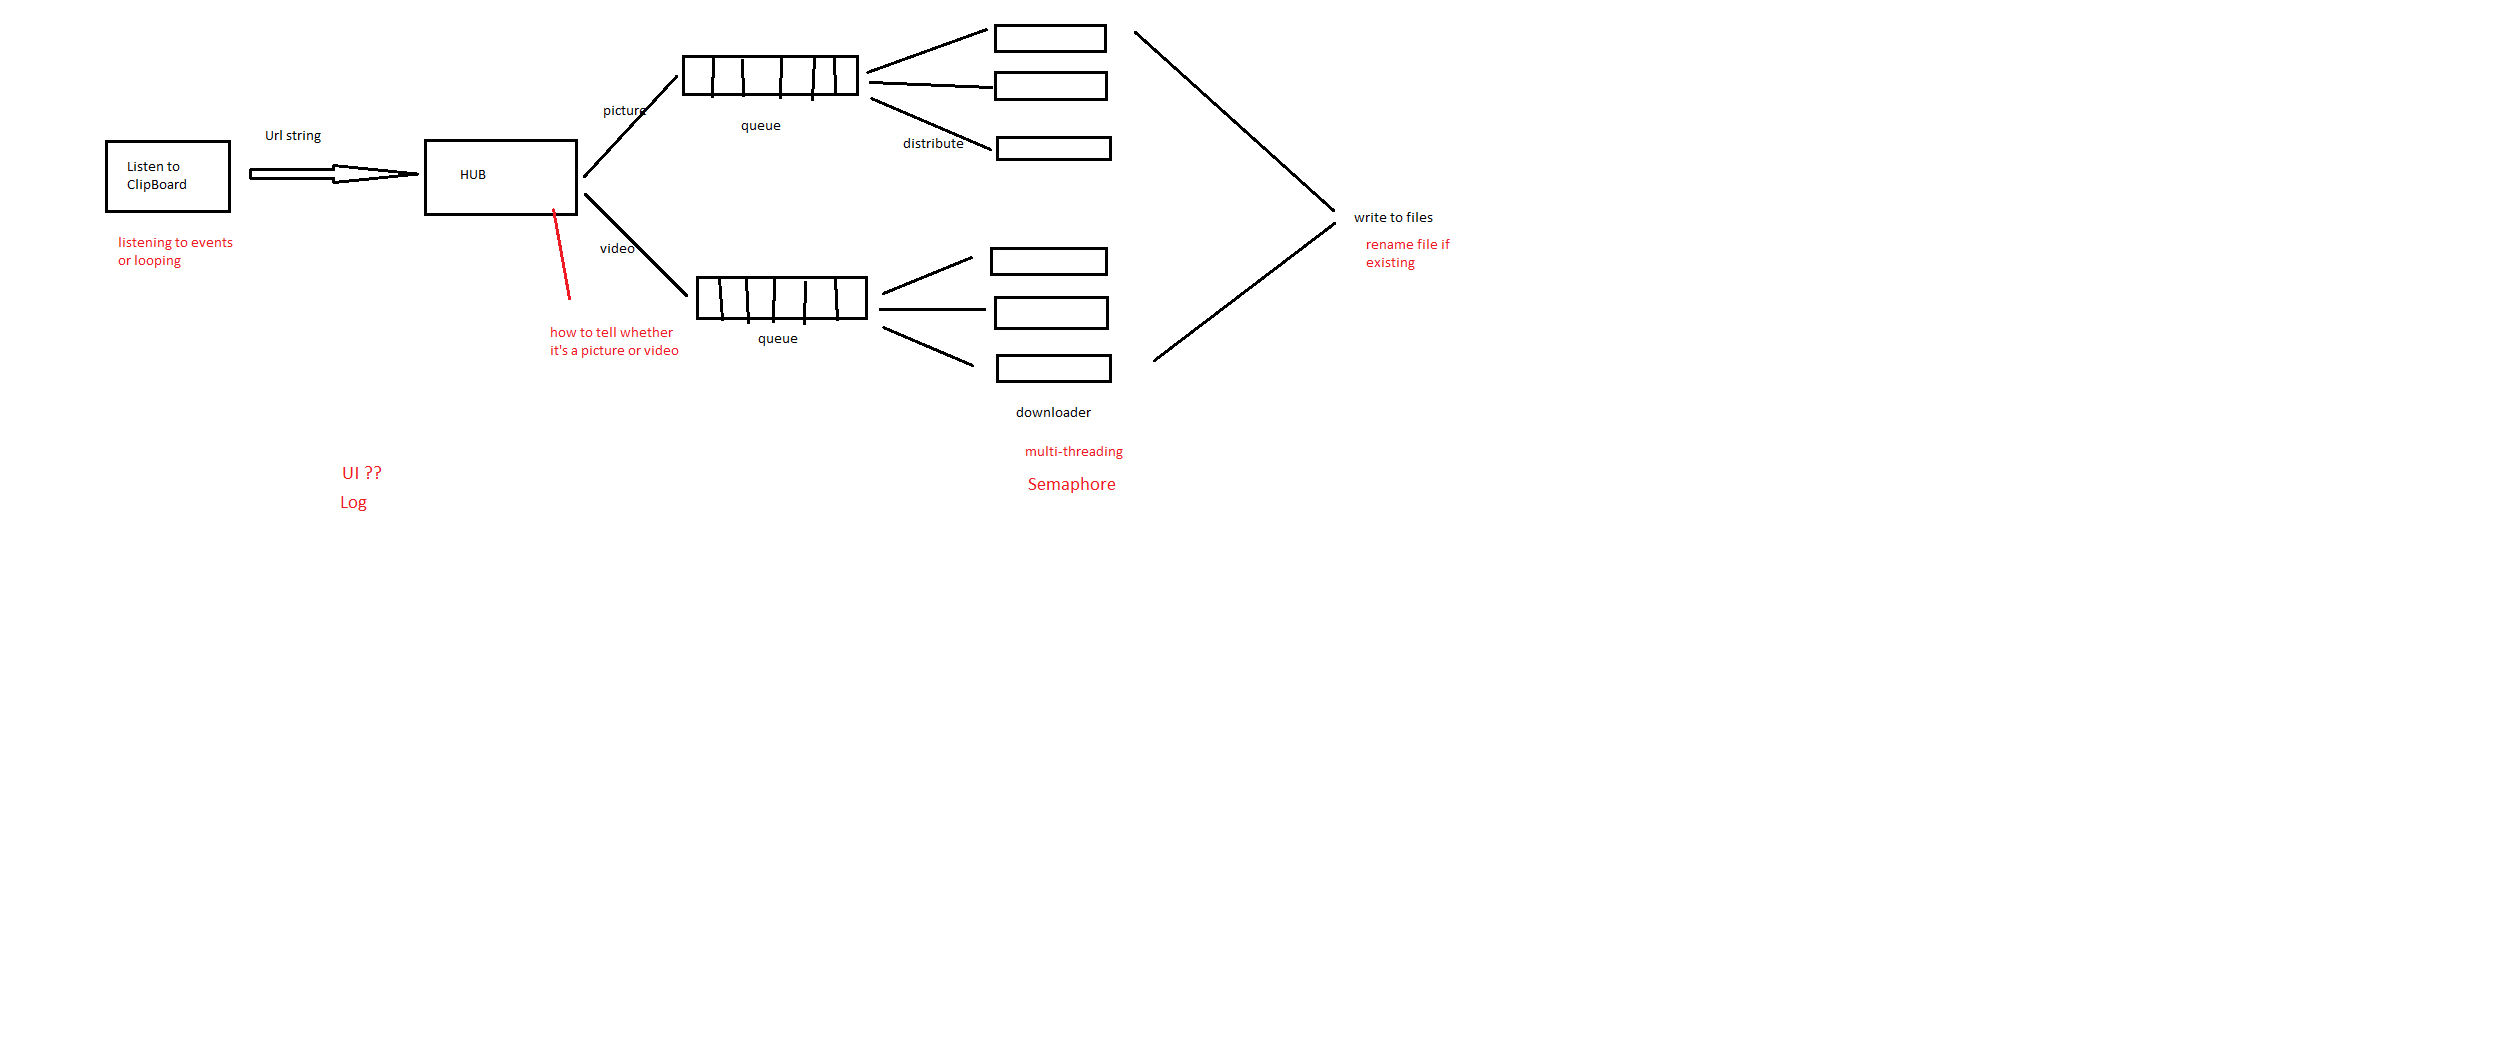 Url string
Listen to
ClipBoard
listening to events
or looping
HUB
picture
queue
distribute
video
queue
how to tell whether
it's a picture or video
downloader
multi-threading
Semaphore
write to files
rename file if
existing
UI ??
Log